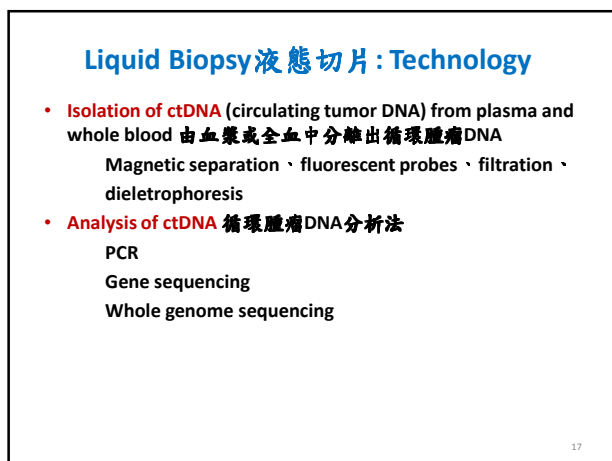 Liquid Biopsy液態切片: Technology
• Isolation of ctDNA (circulating tumor DNA) from plasma and
whole blood 由血漿或全血中分離出循環腫瘤DNA
Magnetic separation、fluorescent probes、filtration、
dieletrophoresis
• Analysis of ctDNA 循環腫瘤DNA分析法
PCR
Gene sequencing
Whole genome sequencing
17